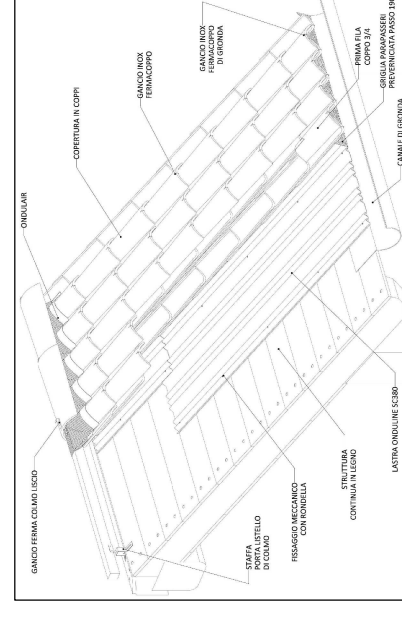 ONDULAIR
COPERTURA IN COPPI
GANCIO INOX
FERMACOPPO
GANCIO INOX
FERMACOPPO
DI GRONDA
PRIMA FILA
COPPO 3/4
GRIGLIA PARAPASSERI
PREVERNICIATA PASSO 190
CANALE DI GRONDA
GANCIO FERMA COLMO LISCIO
STAFFA
PORTA LISTELLO
DI COLMO
FISSAGGIO MECCANICO
CON RONDELLA
STRUTTURA
CONTINUA IN LEGNO
LASTRA ONDULINE SC380